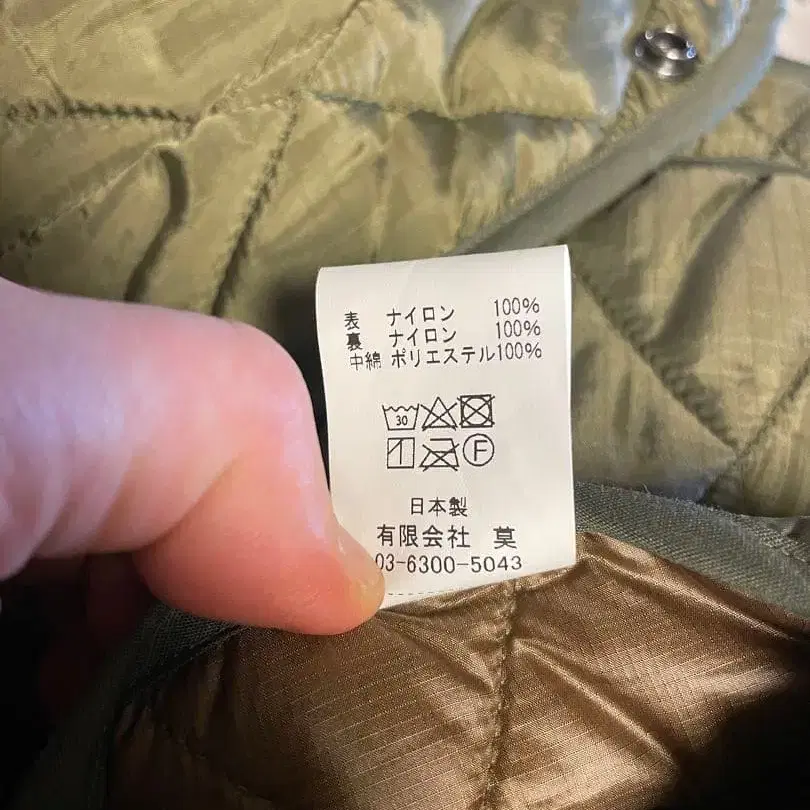 表 ナイロン 100%
裏 ナイロン 100%
中綿 ポリエステル100%
30
F
日本製
有限会社 莫
03-6300-5043